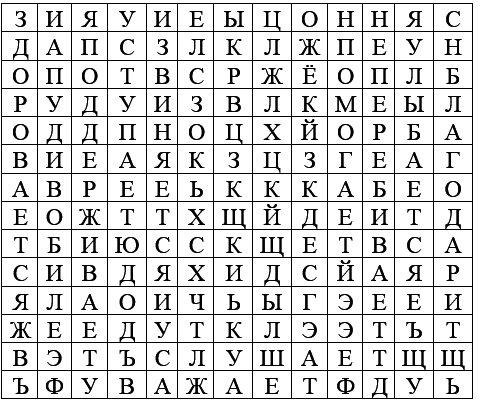 З И Я У И Е Ы Ц О Н Н Я С
Д А П С З Л К Л Ж П Е У Н
О П О Т В С Р Ж Ё О П Л Б
Р У Д У И З В Л К М Е Ы Л
О Д Д П Н О Ц Х Й О Р Б А
В И Е А Я К З Ц З Г Е А Г
А В Р Е Е Ь К К К А Б Е О
Е О Ж Т Т Х Щ Й Д Е И Т Д
Т Б И Ю С С К Щ Е Т В С А
С И В Д Я Х И Д С Й А Я Р
Я Л А О И Ч Ь Ы Г Э Е Е И
Ж Е Е Д У Т К Л Э Э Т Ъ Т
В Э Т Ъ С Л У Ш А Е Т Щ Щ
Ъ Ф У В А Ж А Е Т Ф Д У Ь